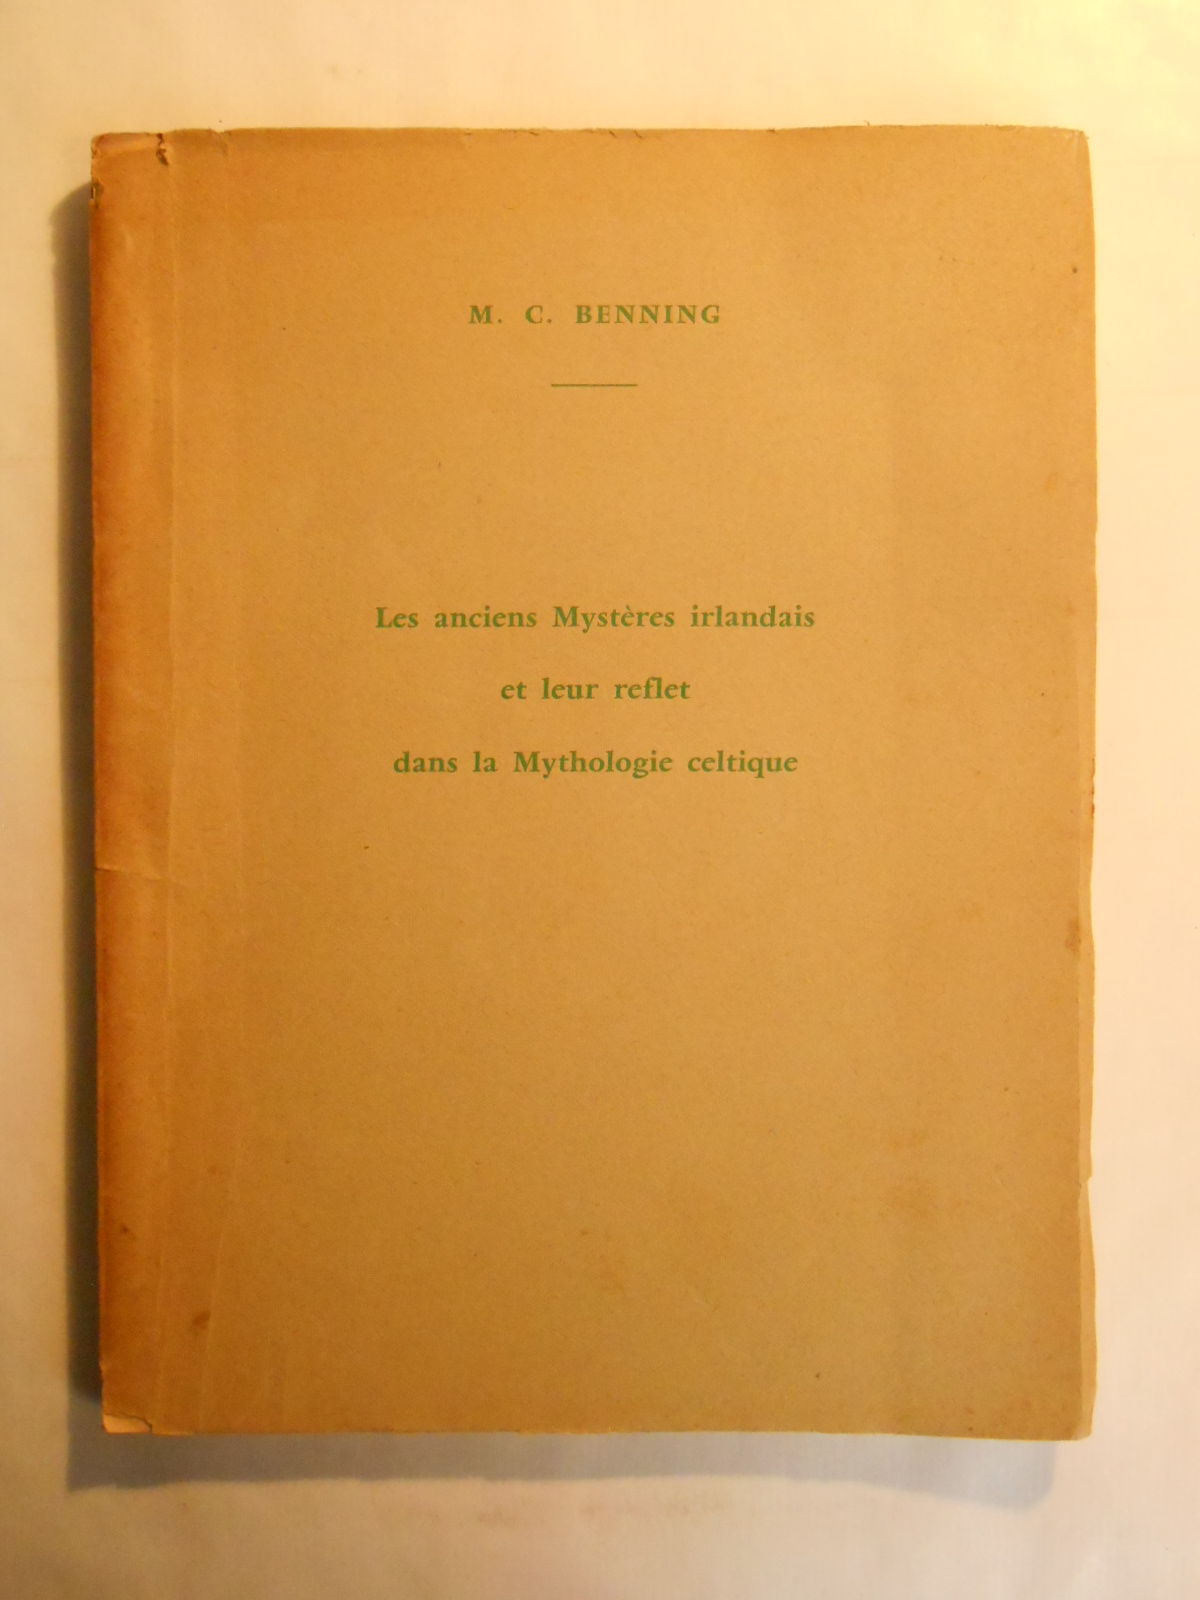 M. C. BENNING
Les anciens Mystères irlandais
et leur reflet
dans la Mythologie celtique